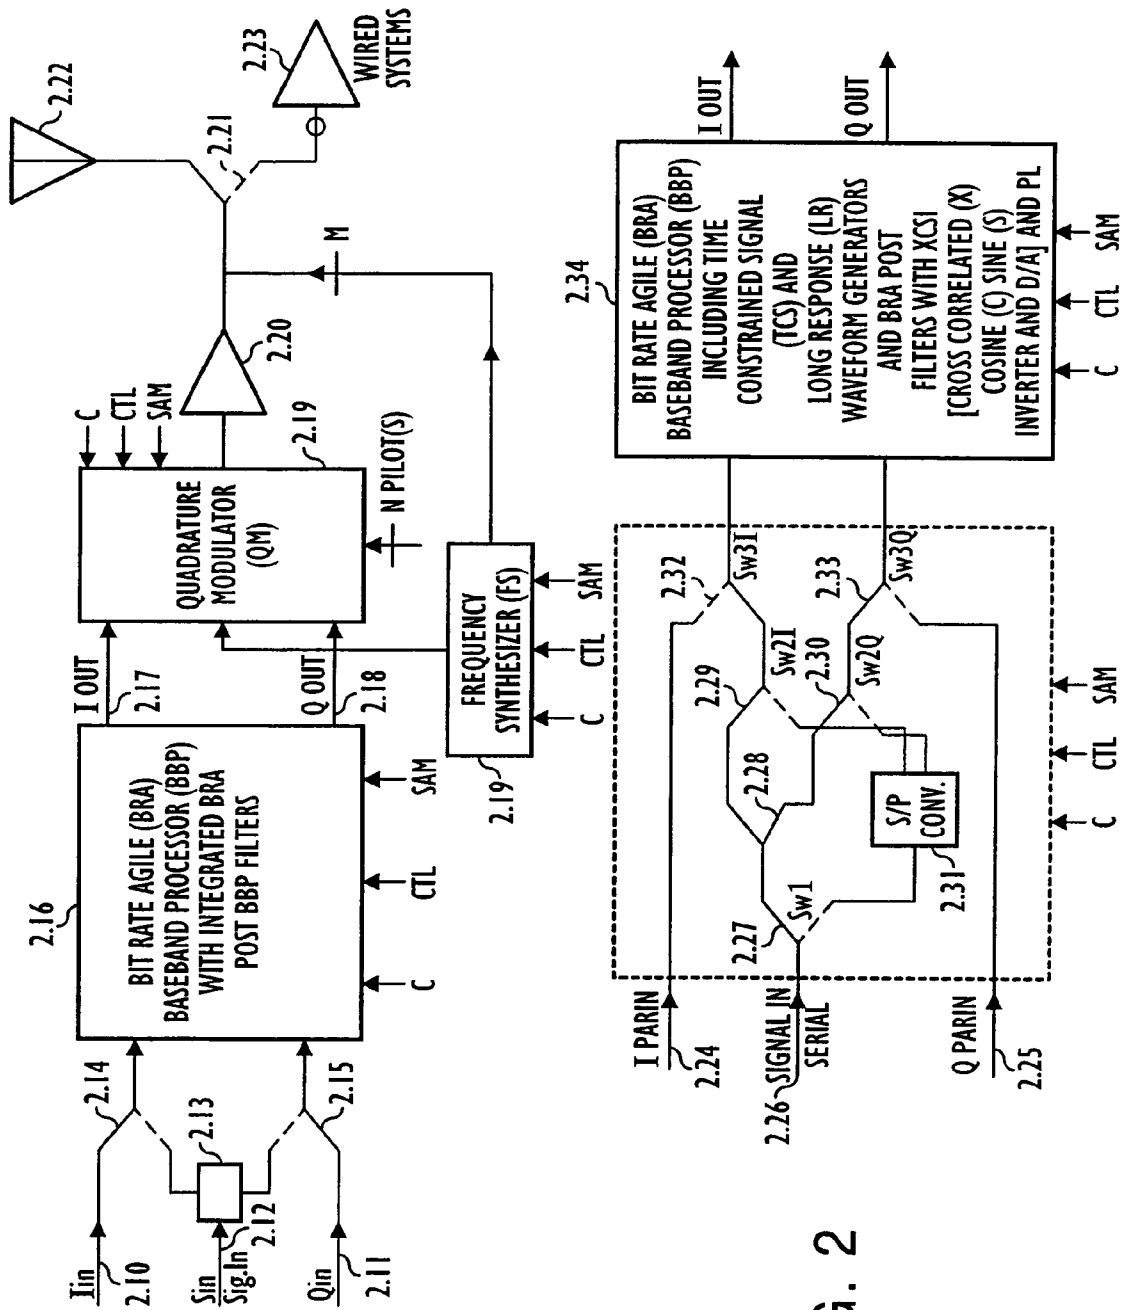 Iin
2.10
Sin
Sig.In
2.12
Qin
2.11
2.13
2.14
2.15
2.16
BIT RATE AGILE (BRA)
BASEBAND PROCESSOR (BBP)
WITH INTEGRATED BRA
POST BBP FILTERS
C
CTL
SAM
I OUT
2.17
Q OUT
2.18
QUADRATURE
MODULATOR
(QM)
C
CTL
SAM
2.19
N PILOT(S)
FREQUENCY
SYNTHESIZER (FS)
2.19
C
CTL
SAM
2.20
M
2.21
2.22
2.23
WIRED
SYSTEMS
I PARIN
2.24
2.26
SIGNAL IN
SERIAL
Q PARIN
2.25
2.27
Sw1
2.28
2.29
Sw2I
2.30
Sw2Q
S/P
CONV.
2.31
2.32
Sw3I
2.33
Sw3Q
C
CTL
SAM
2.34
BIT RATE AGILE (BRA)
BASEBAND PROCESSOR (BBP)
INCLUDING TIME
CONSTRAINED SIGNAL
(TCS) AND
LONG RESPONSE (LR)
WAVEFORM GENERATORS
AND BRA POST
FILTERS WITH XCSI
[CROSS CORRELATED (X)
COSINE (C) SINE (S)
INVERTER AND D/A] AND PL
C
CTL
SAM
I OUT
Q OUT
G. 2